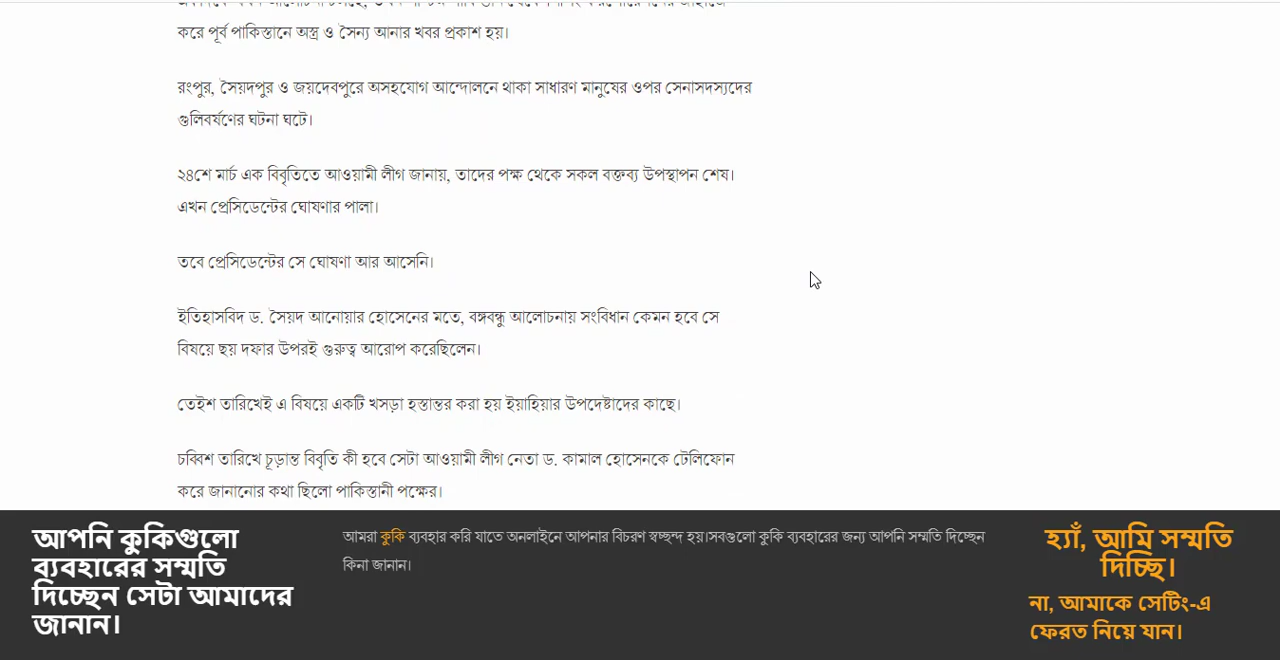 করে পূর্ব পাকিস্তানে অস্ত্র ও সৈন্য আনার খবর প্রকাশ হয়।
রংপুর, সৈয়দপুর ও জয়দেবপুরে অসহযোগ আন্দোলনে থাকা সাধারণ মানুষের ওপর সেনাসদস্যদের
গুলিবর্ষণের ঘটনা ঘটে।
২৪শে মার্চ এক বিবৃতিতে আওয়ামী লীগ জানায়, তাদের পক্ষ থেকে সকল বক্তব্য উপস্থাপন শেষ।
এখন প্রেসিডেন্টের ঘোষণার পালা।
তবে প্রেসিডেন্টের সে ঘোষণা আর আসেনি।
ইতিহাসবিদ ড. সৈয়দ আনোয়ার হোসেনের মতে, বঙ্গবন্ধু আলোচনায় সংবিধান কেমন হবে সে
বিষয়ে ছয় দফার উপরই গুরুত্ব আরোপ করেছিলেন।
তেইশ তারিখেই এ বিষয়ে একটি খসড়া হস্তান্তর করা হয় ইয়াহিয়ার উপদেষ্টাদের কাছে।
চব্বিশ তারিখে চূড়ান্ত বিবৃতি কী হবে সেটা আওয়ামী লীগ নেতা ড. কামাল হোসেনকে টেলিফোন
করে জানানোর কথা ছিলো পাকিস্তানী পক্ষের।
আপনি কুকিগুলো
ব্যবহারের সম্মতি
দিচ্ছেন সেটা আমাদের
জানান।
আমরা কুকি ব্যবহার করি যাতে অনলাইনে আপনার বিচরণ স্বচ্ছন্দ হয়।সবগুলো কুকি ব্যবহারের জন্য আপনি সম্মতি দিচ্ছেন
কিনা জানান।
হ্যাঁ, আমি সম্মতি
দিচ্ছি।
না, আমাকে সেটিং-এ
ফেরত নিয়ে যান।